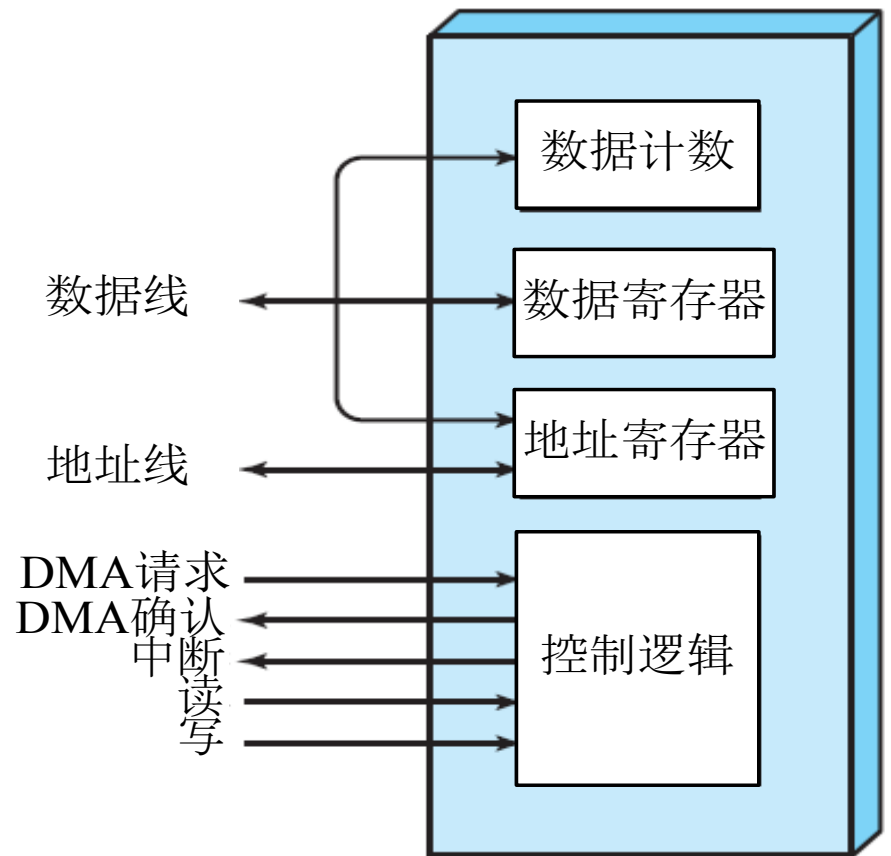 数据计数
数据线
数据寄存器
地址寄存器
地址线
DMA请求
DMA确认
中断
读
写
控制逻辑